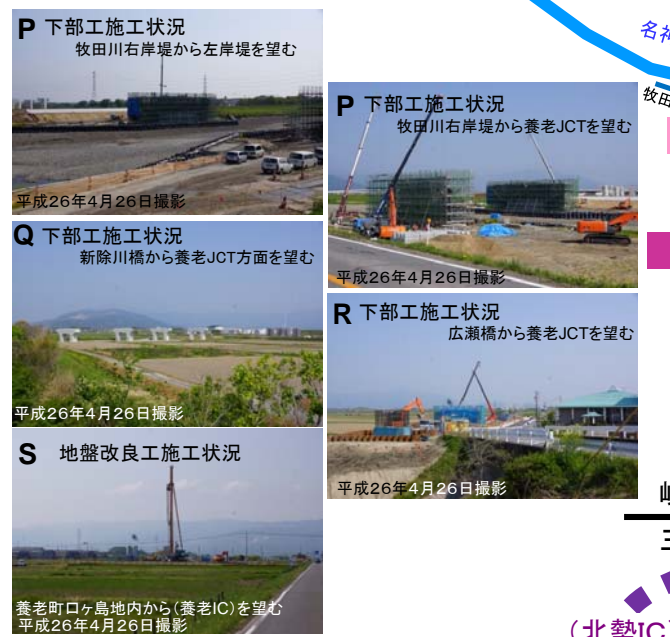 P 下部工施工状況
牧田川右岸堤から左岸堤を望む
平成26年4月26日撮影
P 下部工施工状況
牧田川右岸堤から養老JCTを望む
平成26年4月26日撮影
Q 下部工施工状況
新除川橋から養老JCT方面を望む
平成26年4月26日撮影
R 下部工施工状況
広瀬橋から養老JCTを望む
平成26年4月26日撮影
S 地盤改良工施工状況
養老町口ヶ島地内から(養老IC)を望む
平成26年4月26日撮影
名神
牧田
(北勢IC